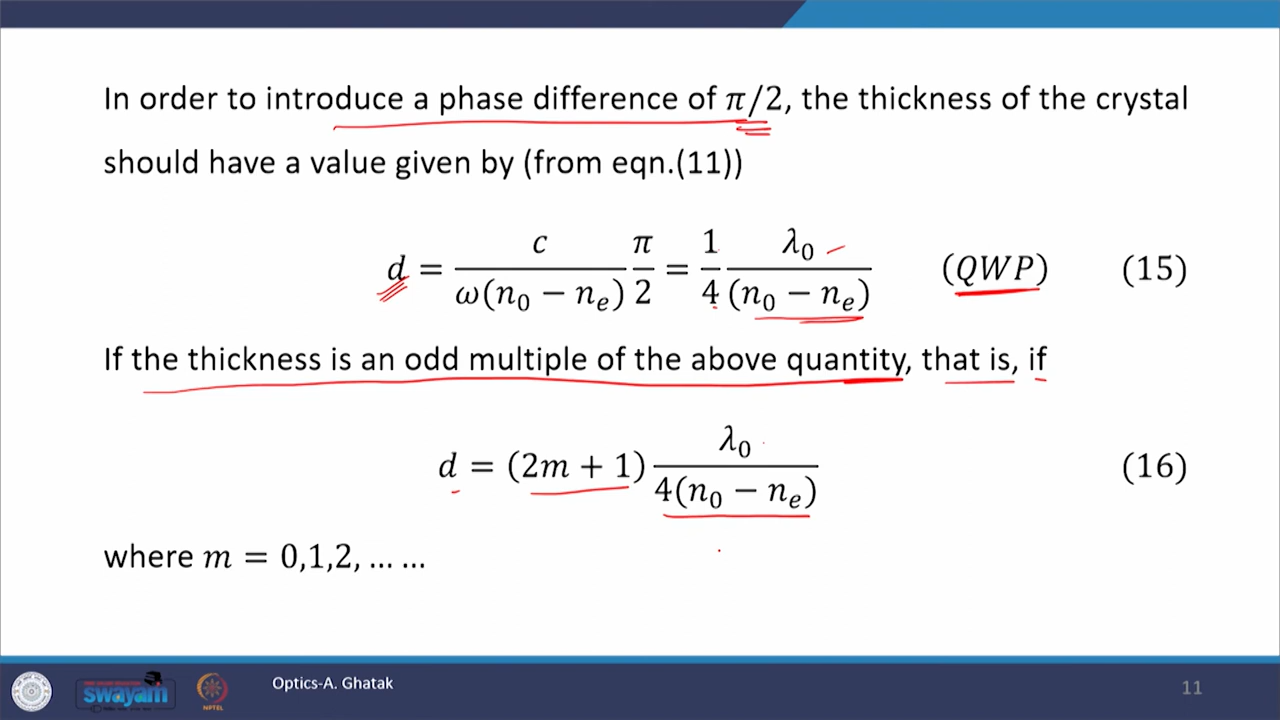 In order to introduce a phase difference of 𝜋/2, the thickness of the crystal
should have a value given by (from eqn.(11))
𝑑 = 𝑐 / 𝜔(𝑛₀ − 𝑛ₑ) 𝜋/2 = 1/4 𝜆₀ / (𝑛₀ − 𝑛ₑ) (𝑄𝑊𝑃) (15)
If the thickness is an odd multiple of the above quantity, that is, if
𝑑 = (2𝑚 + 1) 𝜆₀ / 4(𝑛₀ − 𝑛ₑ) (16)
where 𝑚 = 0,1,2, … …
Optics-A. Ghatak
swayam
NPTEL
11